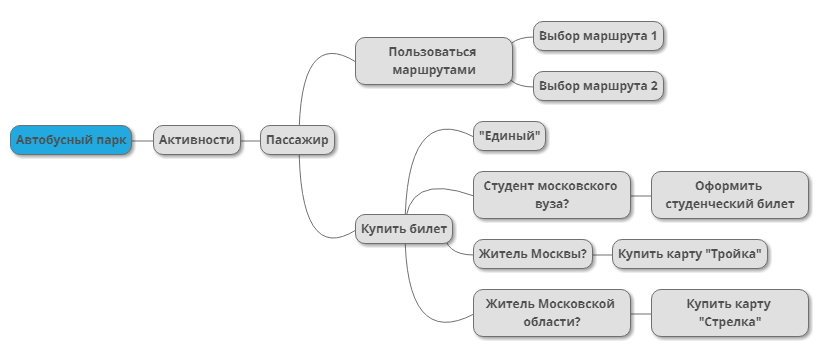 Автобусный парк
Активности
Пассажир
Пользоваться
маршрутами
Выбор маршрута 1
Выбор маршрута 2
Купить билет
"Единый"
Студент московского
вуза?
Оформить
студенческий билет
Житель Москвы?
Купить карту "Тройка"
Житель Московской
области?
Купить карту
"Стрелка"